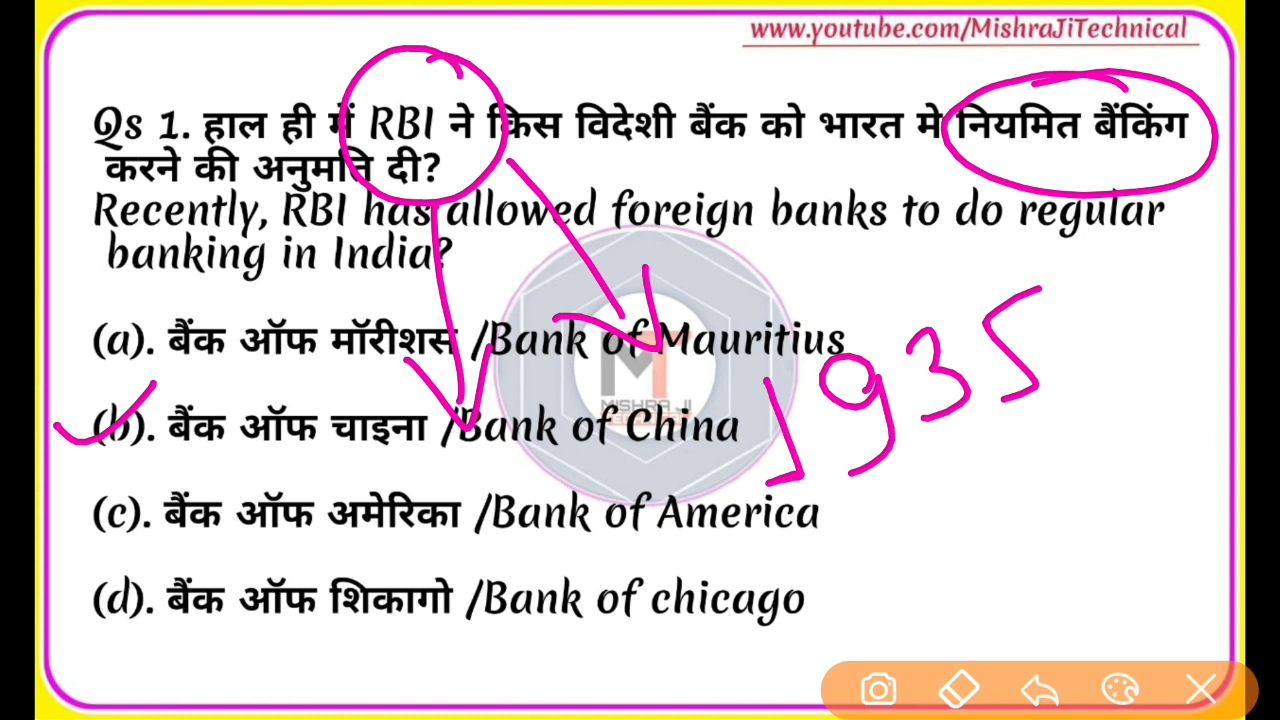 www.youtube.com/MishraJiTechnical
Qs 1. हाल ही में RBI ने किस विदेशी बैंक को भारत मे नियमित बैंकिंग
करने की अनुमति दी?
Recently, RBI has allowed foreign banks to do regular
banking in India?
(a). बैंक ऑफ मॉरीशस /Bank of Mauritius
(b). बैंक ऑफ चाइना /Bank of China
1935
(c). बैंक ऑफ अमेरिका /Bank of America
(d). बैंक ऑफ शिकागो /Bank of chicago
MISHRA JI